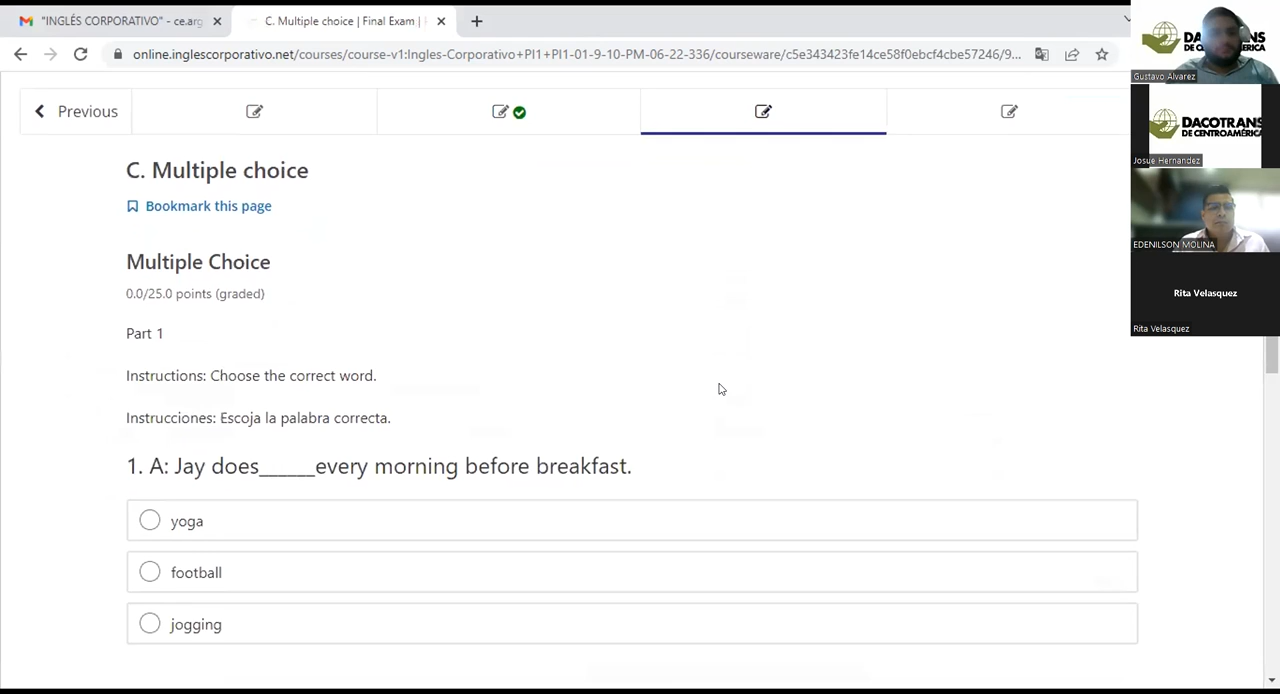 "INGLÉS CORPORATIVO" - ce.arg
C. Multiple choice | Final Exam |
online.inglescorporativo.net/courses/course-v1:Ingles-Corporativo+PI1+PI1-01-9-10-PM-06-22-336/courseware/c5e343423fe14ce58f0ebcf4cbe57246/9...
Previous
C. Multiple choice
Bookmark this page
Multiple Choice
0.0/25.0 points (graded)
Part 1
Instructions: Choose the correct word.
Instrucciones: Escoja la palabra correcta.
1. A: Jay does______every morning before breakfast.
yoga
football
jogging
Gustavo Alvarez
DACOTRANS
DE CENTROAMÉRICA
Josue Hernandez
EDENILSON MOLINA
Rita Velasquez
Rita Velasquez